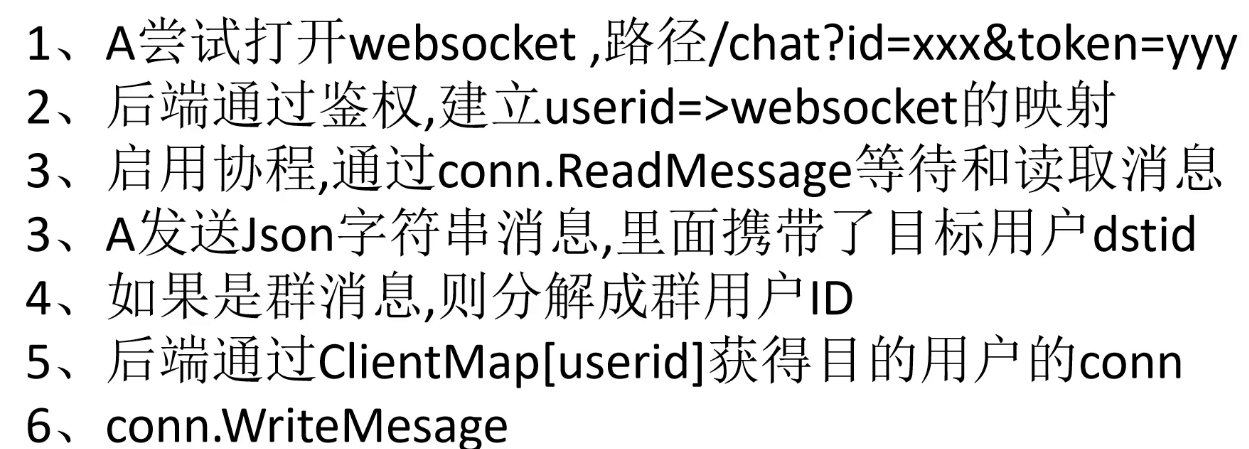 1、A尝试打开websocket ,路径/chat?id=xxx&token=yyy
2、后端通过鉴权,建立userid=>websocket的映射
3、启用协程,通过conn.ReadMessage等待和读取消息
3、A发送Json字符串消息,里面携带了目标用户dstid
4、如果是群消息,则分解成群用户ID
5、后端通过ClientMap[userid]获得目的用户的conn
6、conn.WriteMesage